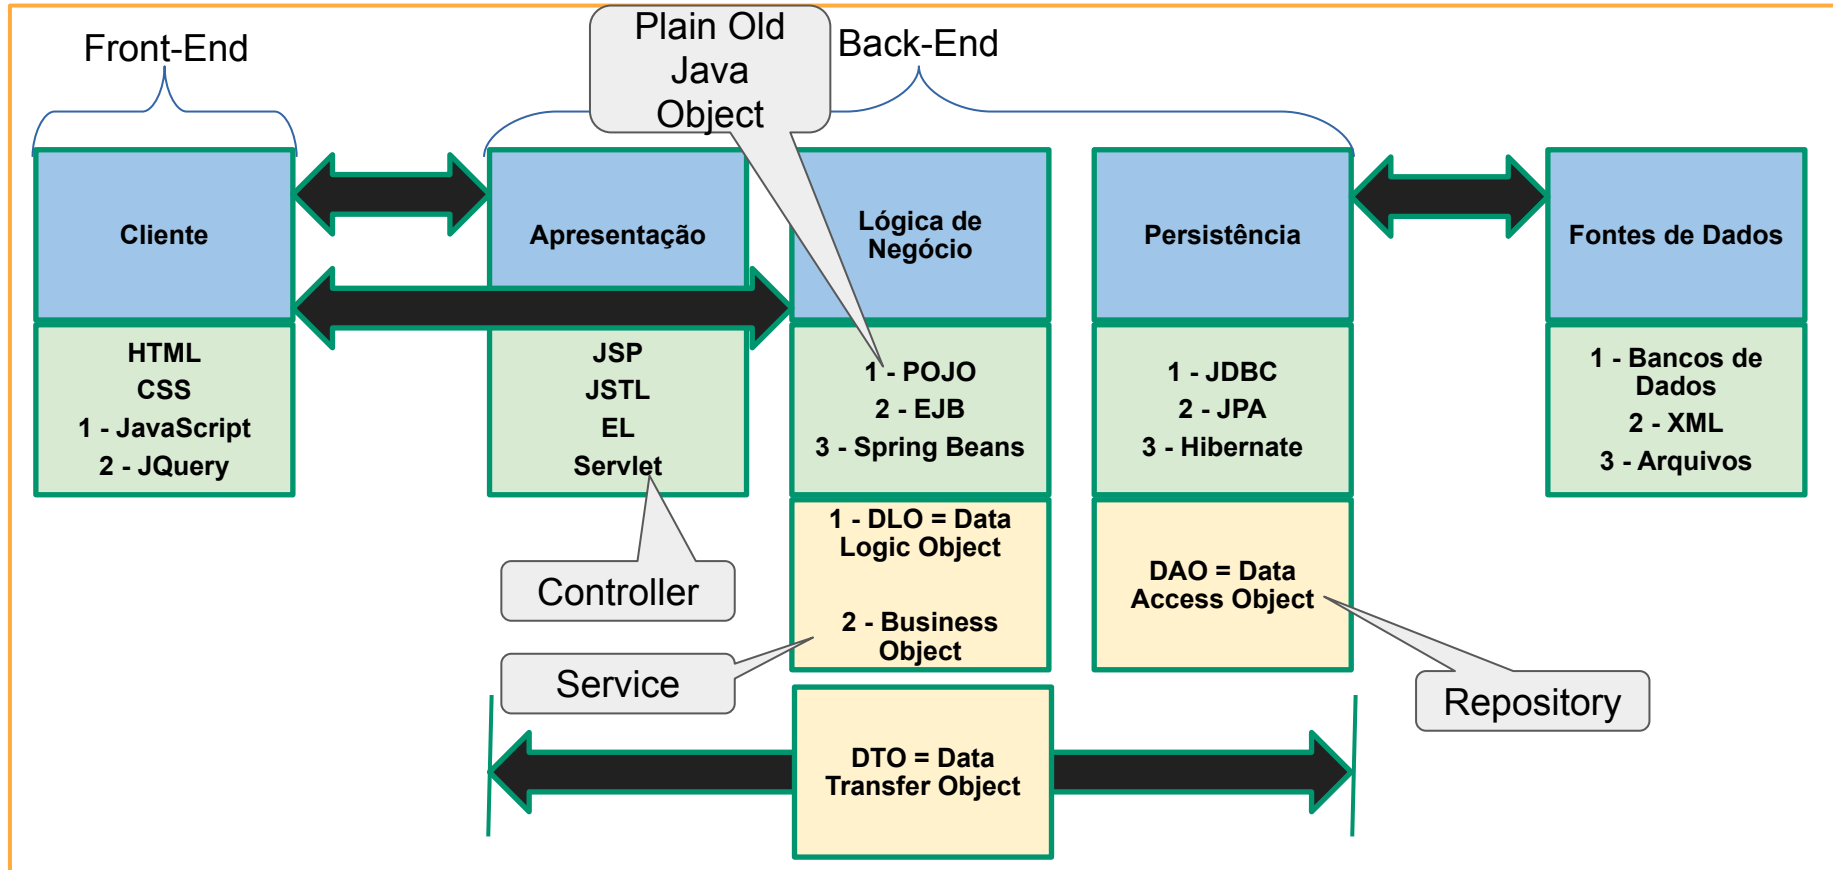 Front-End
Plain Old
Java
Object
Back-End
Cliente
Apresentação
Lógica de
Negócio
Persistência
Fontes de Dados
HTML
CSS
1 - JavaScript
2 - JQuery
JSP
JSTL
EL
Servlet
1 - POJO
2 - EJB
3 - Spring Beans
1 - JDBC
2 - JPA
3 - Hibernate
1 - Bancos de
Dados
2 - XML
3 - Arquivos
Controller
1 - DLO = Data
Logic Object
2 - Business
Object
DAO = Data
Access Object
Service
Repository
DTO = Data
Transfer Object